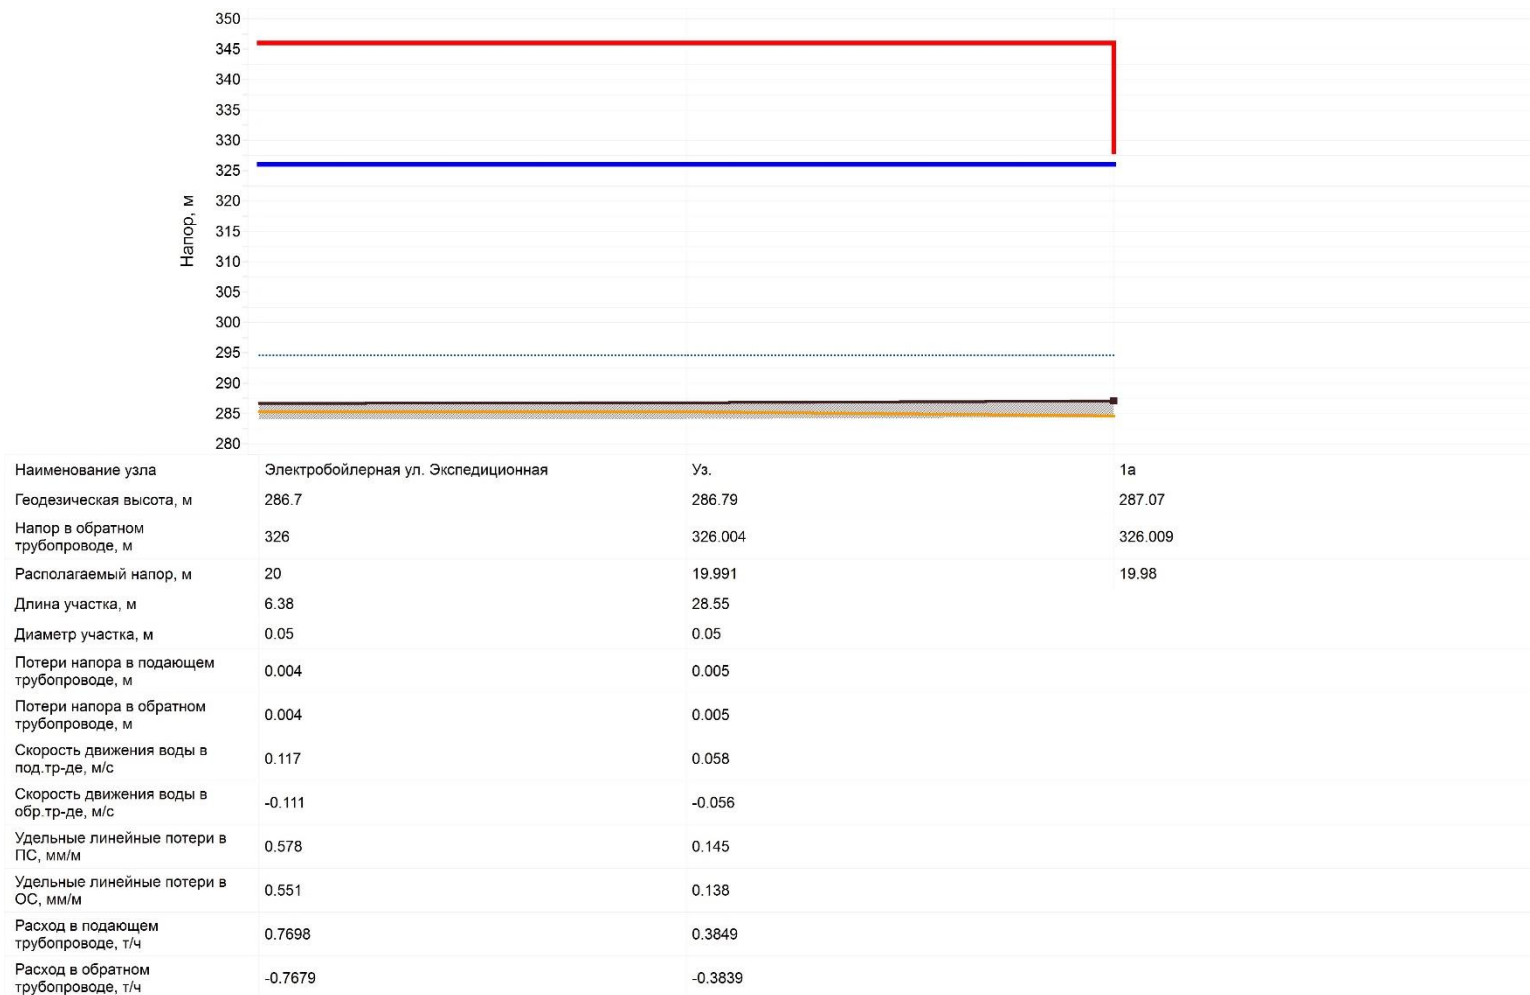 350
345
340
335
330
325
320
315
310
305
300
295
290
285
280
Напор, м
Наименование узла Электробойлерная ул. Экспедиционная Уз. 1а
Геодезическая высота, м 286.7 286.79 287.07
Напор в обратном
трубопроводе, м 326 326.004 326.009
Располагаемый напор, м 20 19.991 19.98
Длина участка, м 6.38 28.55
Диаметр участка, м 0.05 0.05
Потери напора в подающем
трубопроводе, м 0.004 0.005
Потери напора в обратном
трубопроводе, м 0.004 0.005
Скорость движения воды в
под.тр-де, м/с 0.117 0.058
Скорость движения воды в
обр.тр-де, м/с -0.111 -0.056
Удельные линейные потери в
ПС, мм/м 0.578 0.145
Удельные линейные потери в
ОС, мм/м 0.551 0.138
Расход в подающем
трубопроводе, т/ч 0.7698 0.3849
Расход в обратном
трубопроводе, т/ч -0.7679 -0.3839